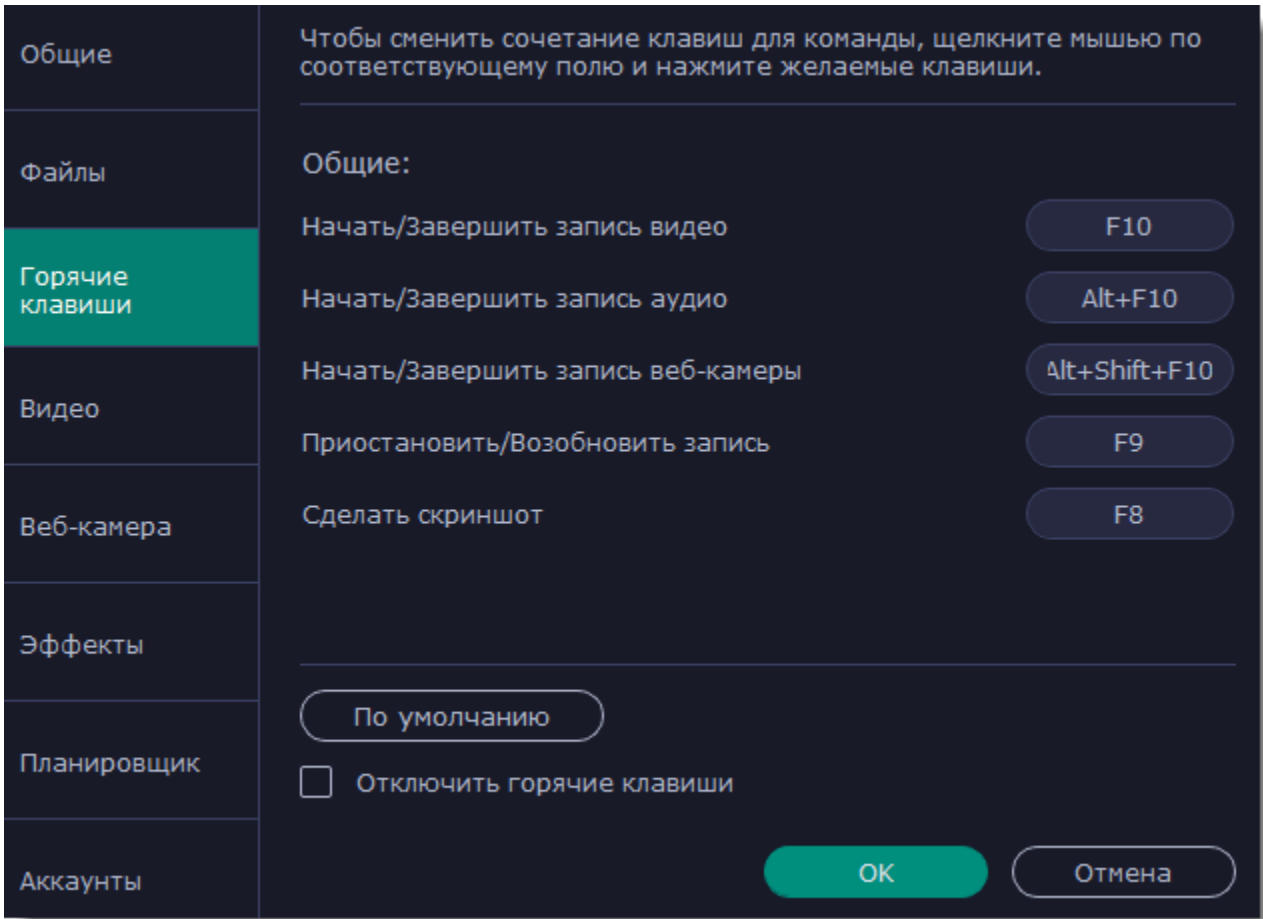 Общие
Файлы
Горячие
клавиши
Видео
Веб-камера
Эффекты
Планировщик
Аккаунты
Чтобы сменить сочетание клавиш для команды, щелкните мышью по
соответствующему полю и нажмите желаемые клавиши.
Общие:
Начать/Завершить запись видео F10
Начать/Завершить запись аудио Alt+F10
Начать/Завершить запись веб-камеры Alt+Shift+F10
Приостановить/Возобновить запись F9
Сделать скриншот F8
По умолчанию
Отключить горячие клавиши
OK Отмена